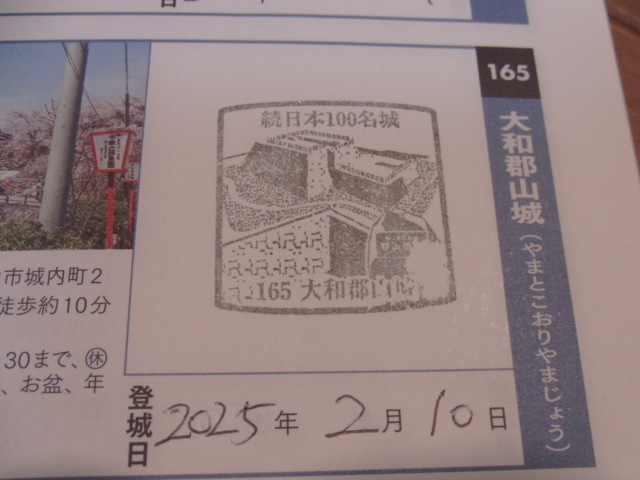 165
大和郡山城
(やまとこおりやまじょう)
続日本100名城
165 大和郡山城
市城内町2
徒歩約10分
30まで、㊡
、お盆、年
登城日 2025年 2月 10日